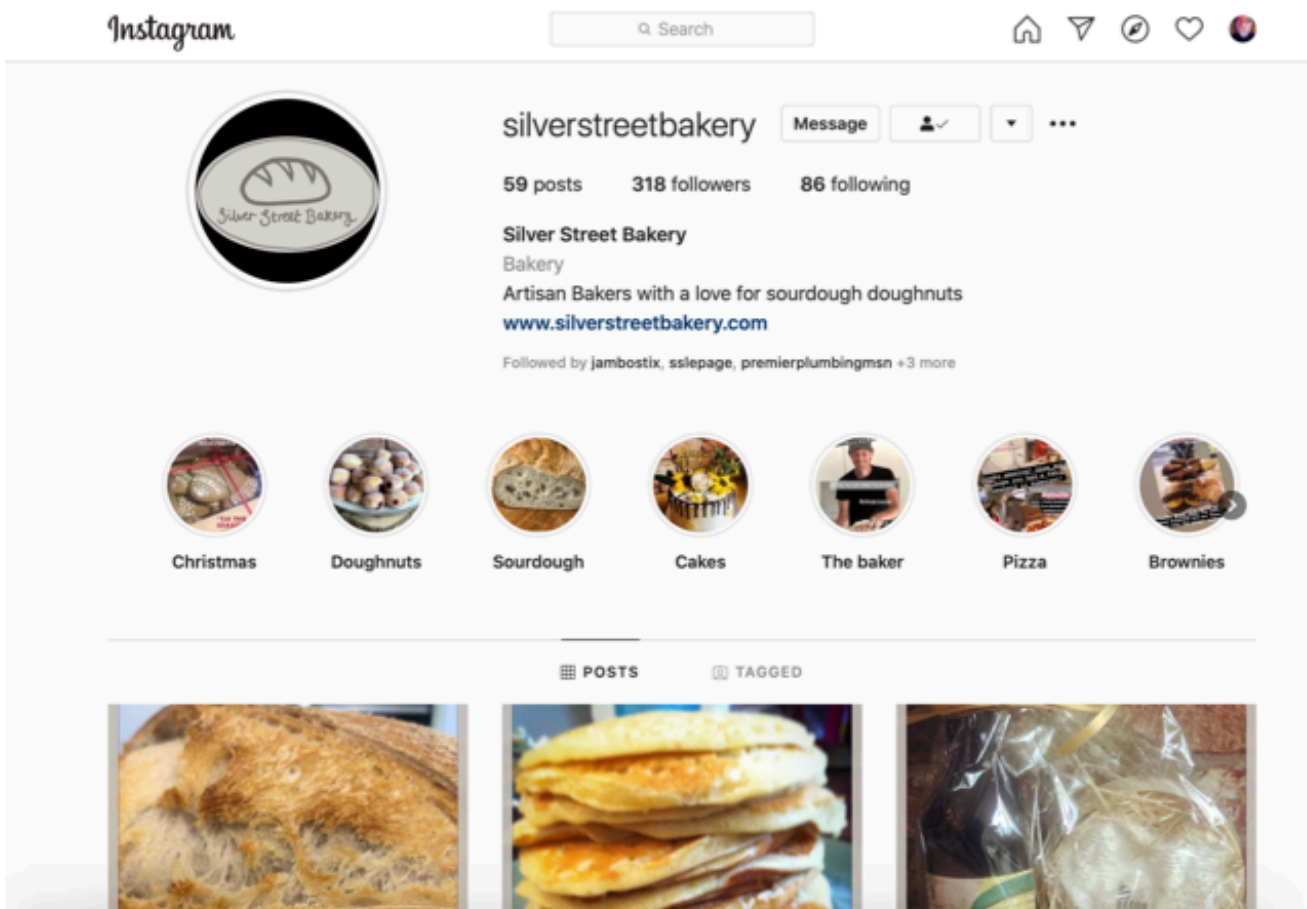 Instagram
Search
silverstreetbakery Message
59 posts 318 followers 86 following
Silver Street Bakery
Silver Street Bakery
Bakery
Artisan Bakers with a love for sourdough doughnuts
www.silverstreetbakery.com
Followed by jambostix, sslepage, premierplumbingmsn +3 more
Christmas Doughnuts Sourdough Cakes The baker Pizza Brownies
POSTS TAGGED